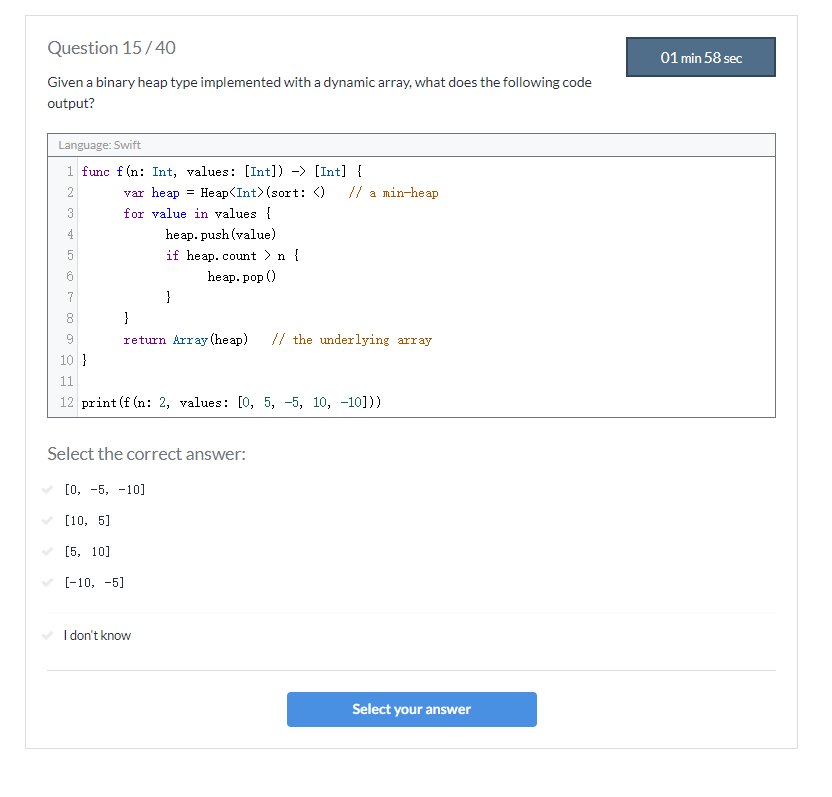 Question 15 / 40
01 min 58 sec
Given a binary heap type implemented with a dynamic array, what does the following code
output?
Language: Swift
1 func f(n: Int, values: [Int]) -> [Int] {
2 var heap = Heap<Int>(sort: <) // a min-heap
3 for value in values {
4 heap.push(value)
5 if heap.count > n {
6 heap.pop()
7 }
8 }
9 return Array(heap) // the underlying array
10 }
11
12 print(f(n: 2, values: [0, 5, -5, 10, -10]))
Select the correct answer:
[0, -5, -10]
[10, 5]
[5, 10]
[-10, -5]
I don't know
Select your answer